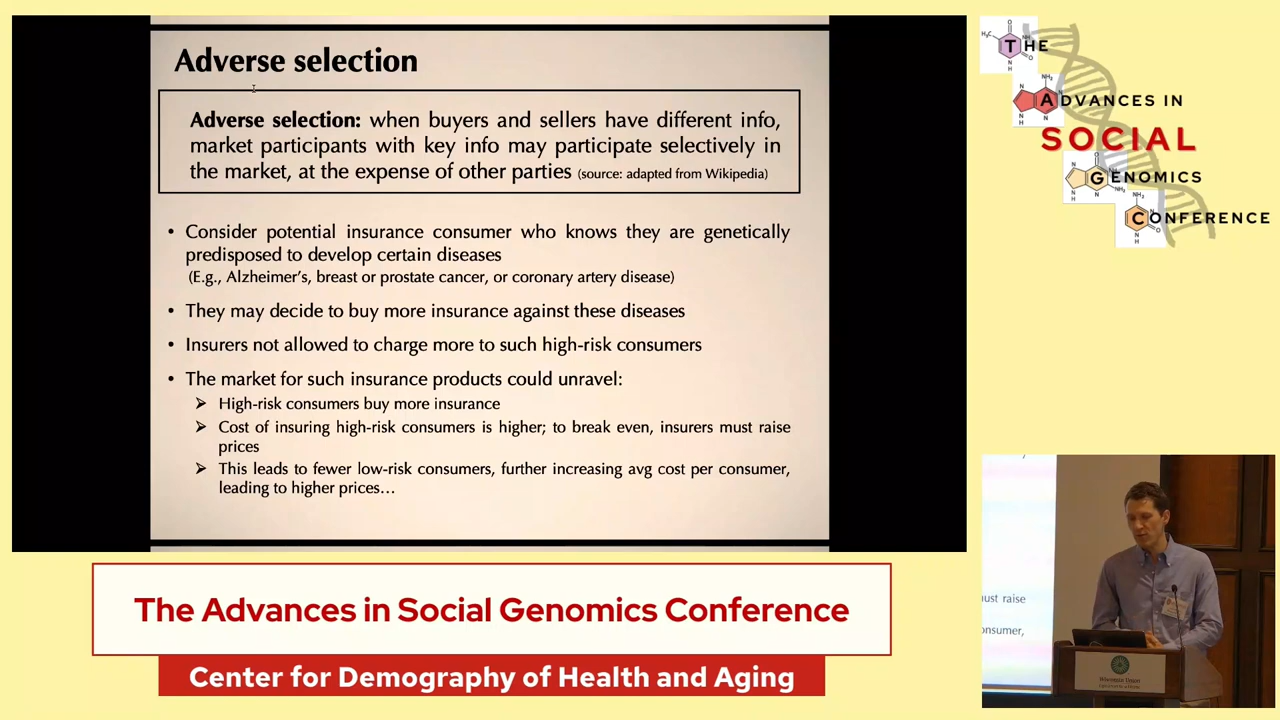 Adverse selection
Adverse selection: when buyers and sellers have different info,
market participants with key info may participate selectively in
the market, at the expense of other parties (source: adapted from Wikipedia)
• Consider potential insurance consumer who knows they are genetically
predisposed to develop certain diseases
(E.g., Alzheimer's, breast or prostate cancer, or coronary artery disease)
• They may decide to buy more insurance against these diseases
• Insurers not allowed to charge more to such high-risk consumers
• The market for such insurance products could unravel:
➢ High-risk consumers buy more insurance
➢ Cost of insuring high-risk consumers is higher; to break even, insurers must raise
prices
➢ This leads to fewer low-risk consumers, further increasing avg cost per consumer,
leading to higher prices…
THE
ADVANCES IN
SOCIAL
GENOMICS
CONFERENCE
ust raise
onsumer,
Wisconsin Union
The Advances in Social Genomics Conference
Center for Demography of Health and Aging